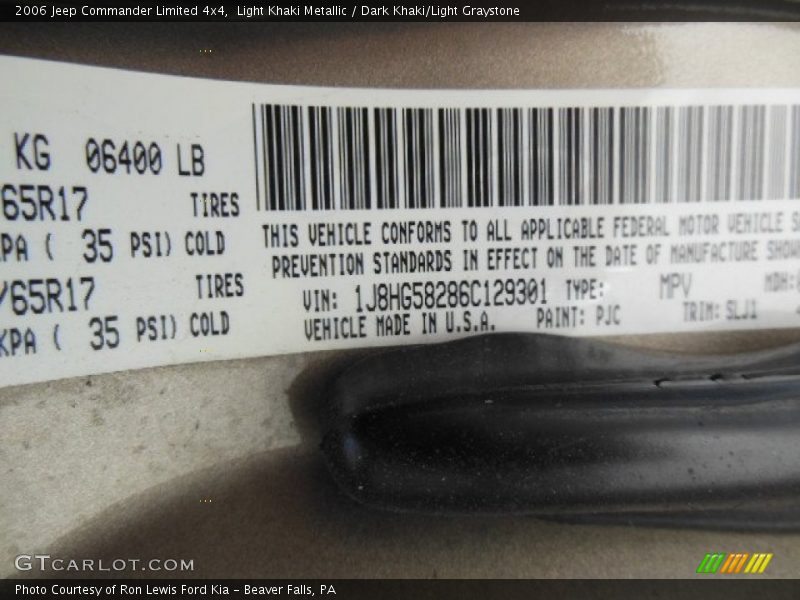 2006 Jeep Commander Limited 4x4,  Light Khaki Metallic / Dark Khaki/Light Graystone
KG 06400 LB
65R17 TIRES
KPA ( 35 PSI) COLD
/65R17 TIRES
KPA ( 35 PSI) COLD
THIS VEHICLE CONFORMS TO ALL APPLICABLE FEDERAL MOTOR VEHICLE S
PREVENTION STANDARDS IN EFFECT ON THE DATE OF MANUFACTURE SHOW
VIN: 1J8HG58286C129301 TYPE: MPV MDH:
VEHICLE MADE IN U.S.A. PAINT: PJC TRIM: SLJ1
GTCARLOT.COM
Photo Courtesy of Ron Lewis Ford Kia – Beaver Falls, PA